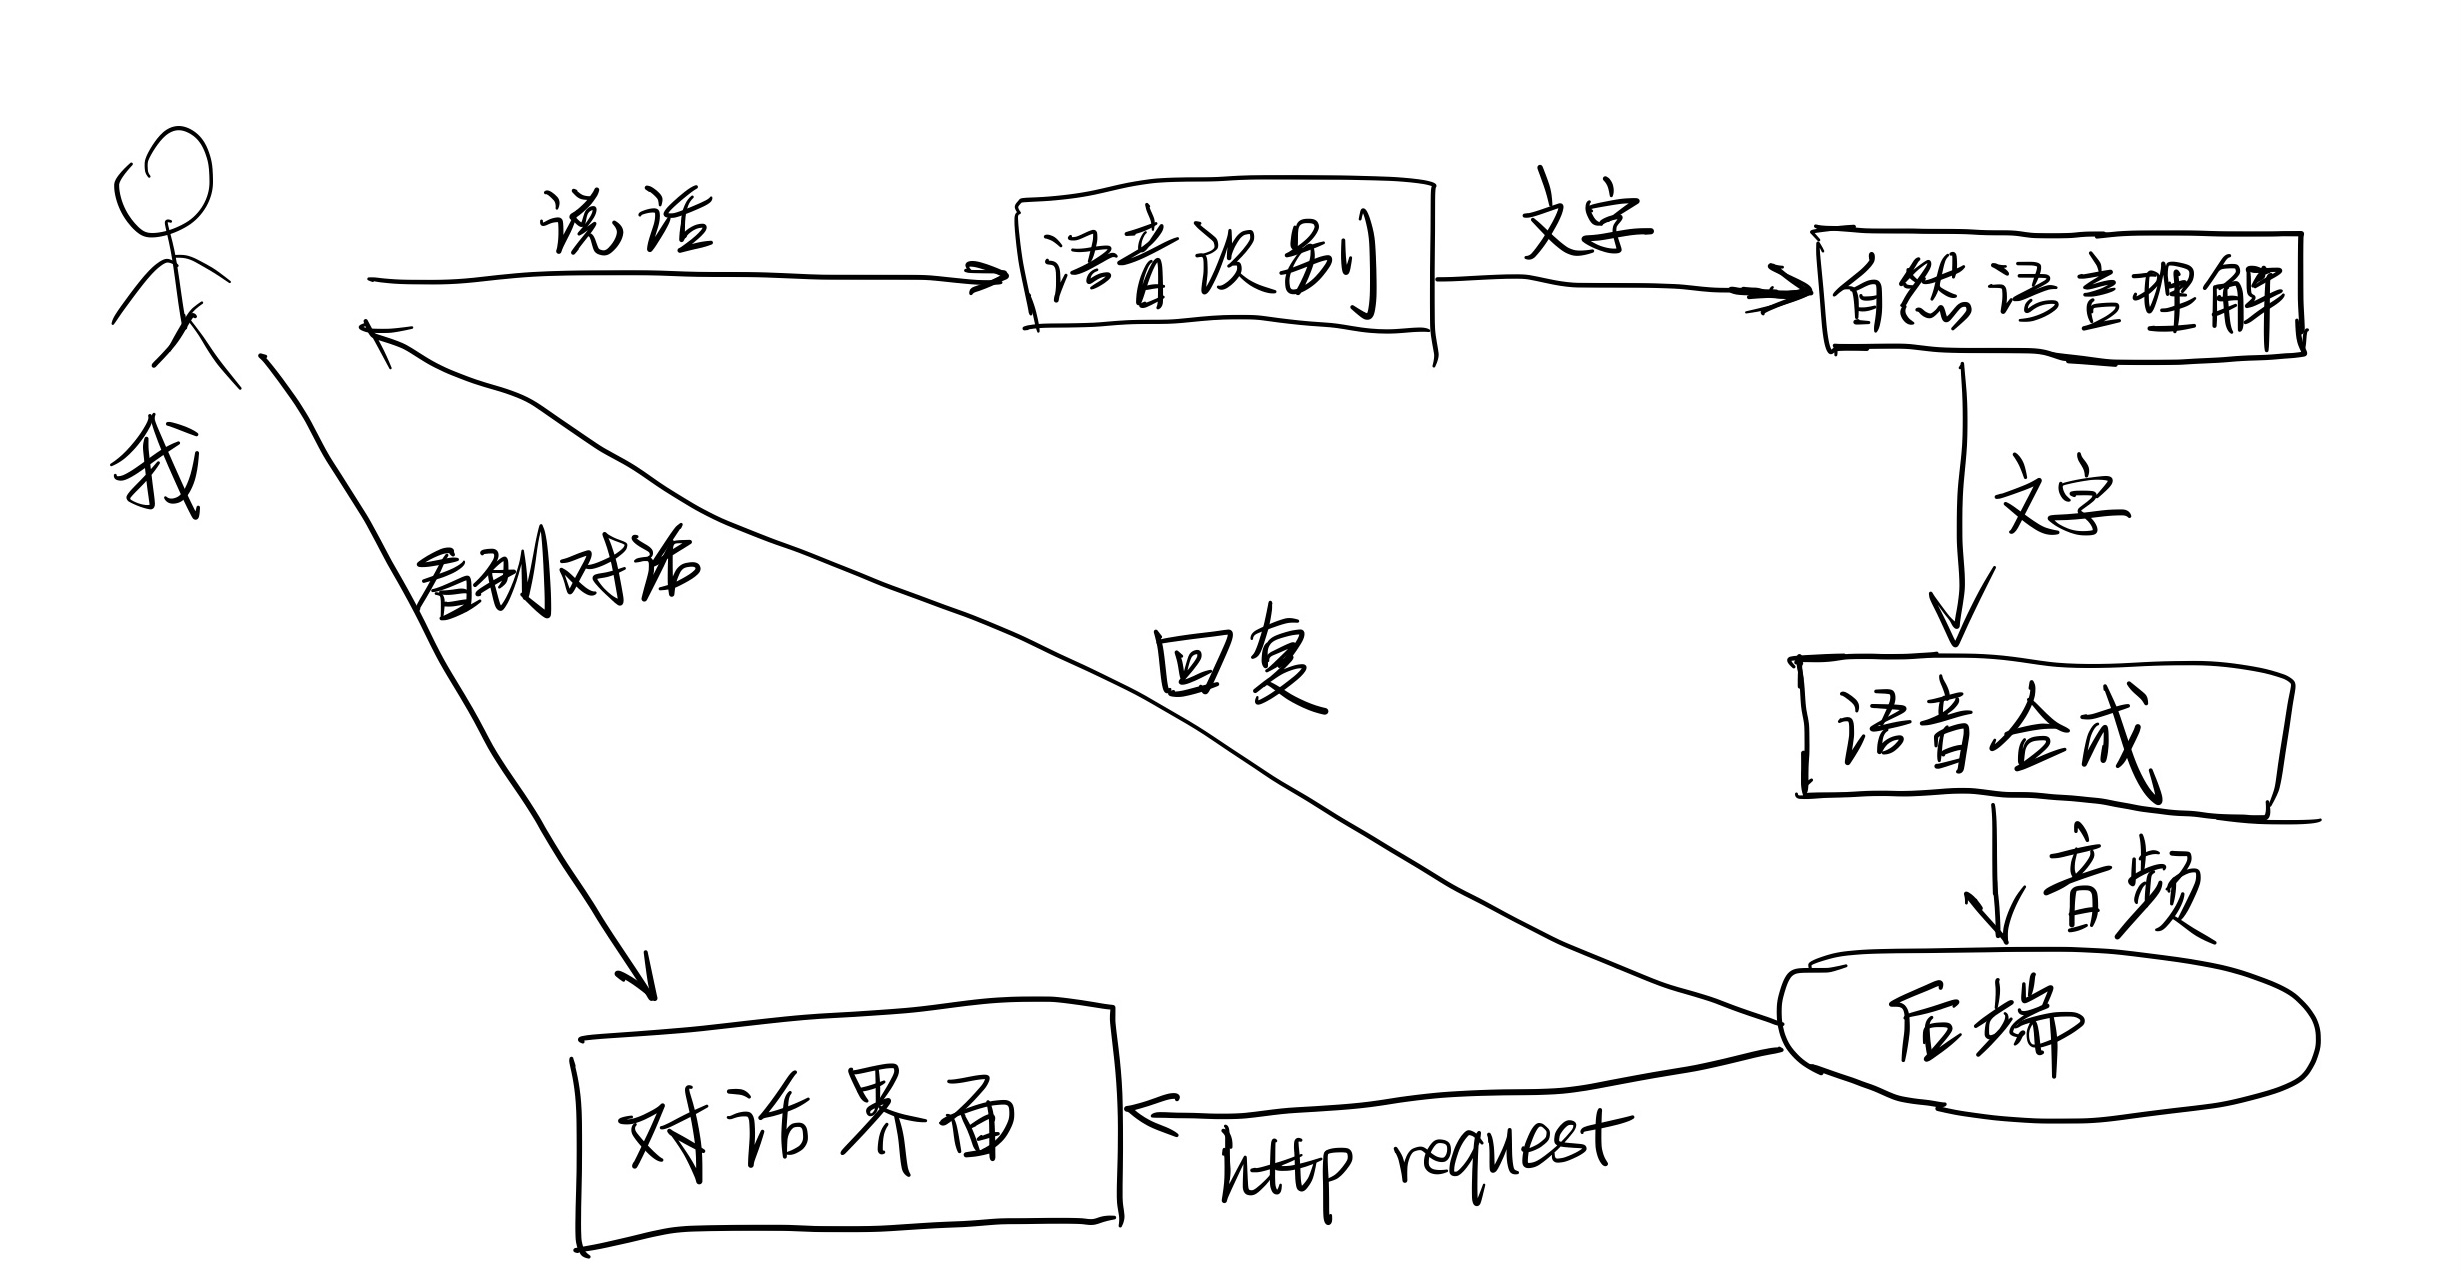 说话
语音识别
文字
自然语言理解
我
文字
看到对话
回复
语音合成
音频
后端
对话界面
http request